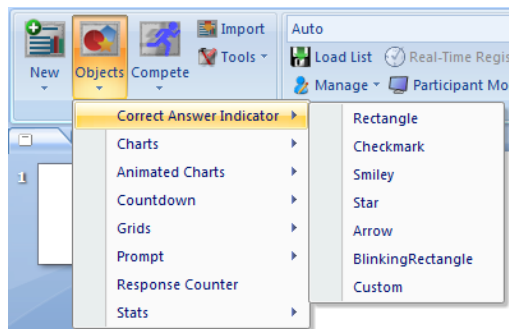 New
Objects
Compete
Import
Tools
Auto
Load List Real-Time Regis
Manage Participant Mo
1
Correct Answer Indicator
Charts
Animated Charts
Countdown
Grids
Prompt
Response Counter
Stats
Rectangle
Checkmark
Smiley
Star
Arrow
BlinkingRectangle
Custom